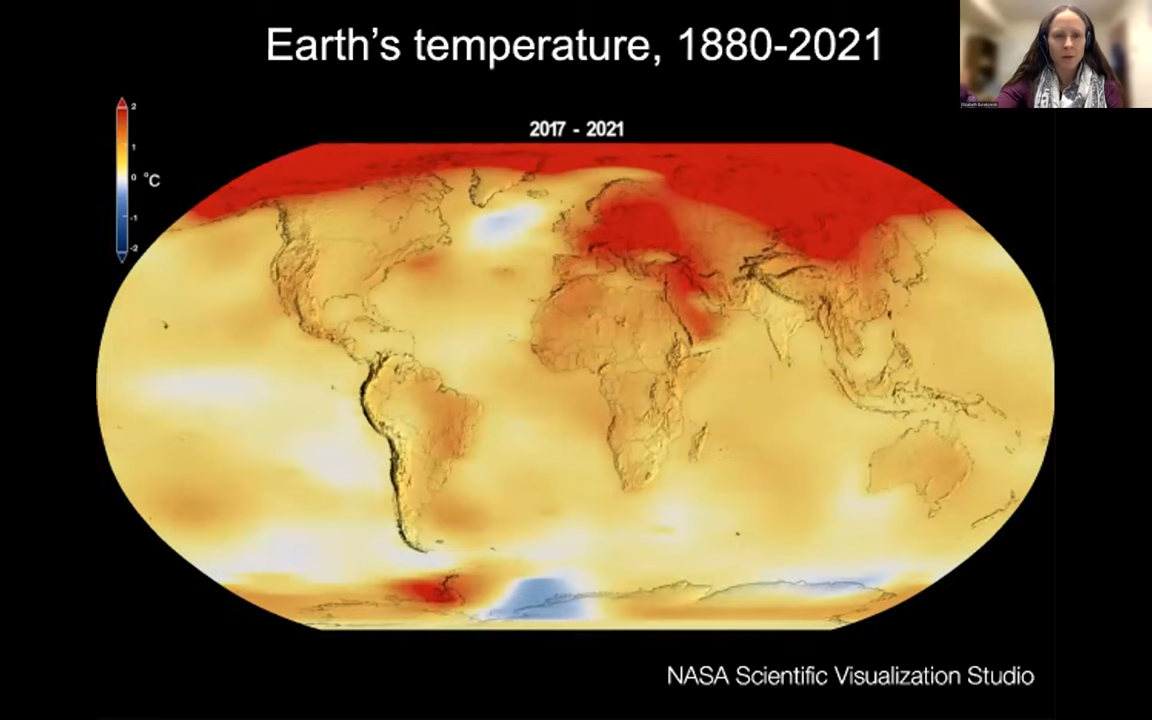 Earth's temperature, 1880-2021
2017 - 2021
2
1
0 °C
-1
-2
NASA Scientific Visualization Studio